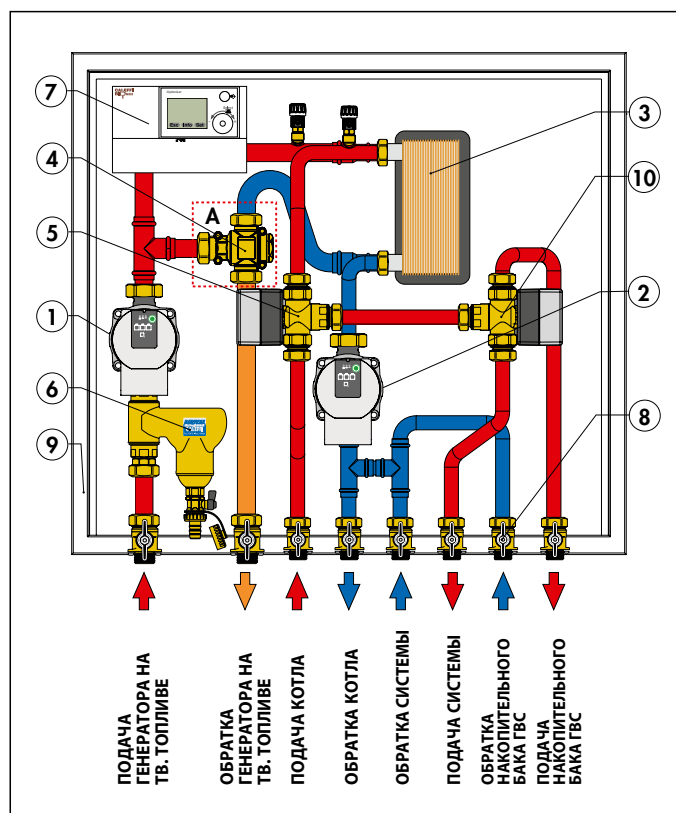 7
4
5
1
6
9
3
10
2
8
CALEFFI
A
ПОДАЧА
ГЕНЕРАТОРА НА
ТВ. ТОПЛИВЕ
ОБРАТКА
ГЕНЕРАТОРА НА
ТВ. ТОПЛИВЕ
ПОДАЧА КОТЛА
ОБРАТКА КОТЛА
ОБРАТКА СИСТЕМЫ
ПОДАЧА СИСТЕМЫ
ОБРАТКА
НАКОПИТЕЛЬНОГО
БАКА ГВС
ПОДАЧА
НАКОПИТЕЛЬНОГО
БАКА ГВС